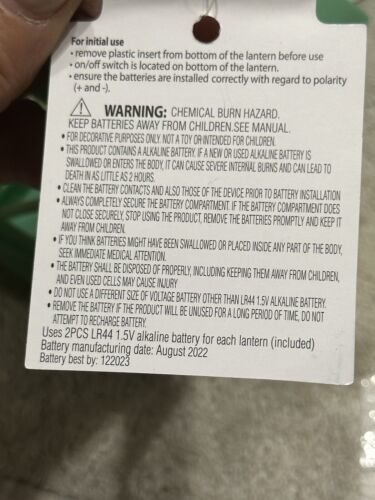 For initial use
• remove plastic insert from bottom of the lantern before use
• on/off switch is located on bottom of the lantern.
• ensure the batteries are installed correctly with regard to polarity
(+ and -).
WARNING: CHEMICAL BURN HAZARD.
KEEP BATTERIES AWAY FROM CHILDREN.SEE MANUAL.
• FOR DECORATIVE PURPOSES ONLY. NOT A TOY OR INTENDED FOR CHILDREN.
• THIS PRODUCT CONTAINS A ALKALINE BATTERY. IF A NEW OR USED ALKALINE BATTERY IS
SWALLOWED OR ENTERS THE BODY, IT CAN CAUSE SEVERE INTERNAL BURNS AND CAN LEAD TO
DEATH IN AS LITTLE AS 2 HOURS.
• CLEAN THE BATTERY CONTACTS AND ALSO THOSE OF THE DEVICE PRIOR TO BATTERY INSTALLATION
• ALWAYS COMPLETELY SECURE THE BATTERY COMPARTMENT. IF THE BATTERY COMPARTMENT DOES
NOT CLOSE SECURELY, STOP USING THE PRODUCT, REMOVE THE BATTERIES PROMPTLY AND KEEP IT
AWAY FROM CHILDREN.
• IF YOU THINK BATTERIES MIGHT HAVE BEEN SWALLOWED OR PLACED INSIDE ANY PART OF THE BODY,
SEEK IMMEDIATE MEDICAL ATTENTION.
• THE BATTERY SHALL BE DISPOSED OF PROPERLY, INCLUDING KEEPING THEM AWAY FROM CHILDREN,
AND EVEN USED CELLS MAY CAUSE INJURY
• DO NOT USE A DIFFERENT SIZE OF VOLTAGE BATTERY OTHER THAN LR44 1.5V ALKALINE BATTERY.
• REMOVE THE BATTERY IF THE PRODUCT WILL BE UNUSED FOR A LONG PERIOD OF TIME, DO NOT
ATTEMPT TO RECHARGE BATTERY.
Uses 2PCS LR44 1.5V alkaline battery for each lantern (included)
Battery manufacturing date: August 2022
Battery best by: 122023